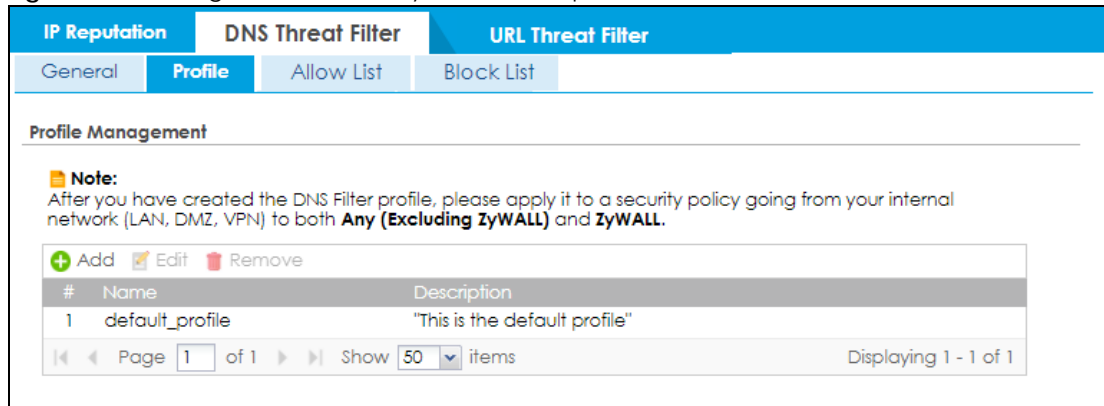 IP Reputation DNS Threat Filter URL Threat Filter
General Profile Allow List Block List
Profile Management
Note:
After you have created the DNS Filter profile, please apply it to a security policy going from your internal
network (LAN, DMZ, VPN) to both Any (Excluding ZyWALL) and ZyWALL.
Add Edit Remove
# Name Description
1 default_profile "This is the default profile"
Page 1 of 1 Show 50 items Displaying 1 - 1 of 1